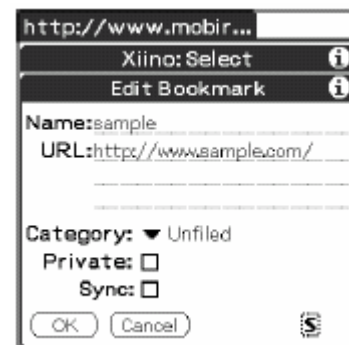 http://www.mobir...
Xiino: Select
Edit Bookmark
Name: sample
URL: http://www.sample.com/
Category: Unfiled
Private:
Sync:
OK Cancel